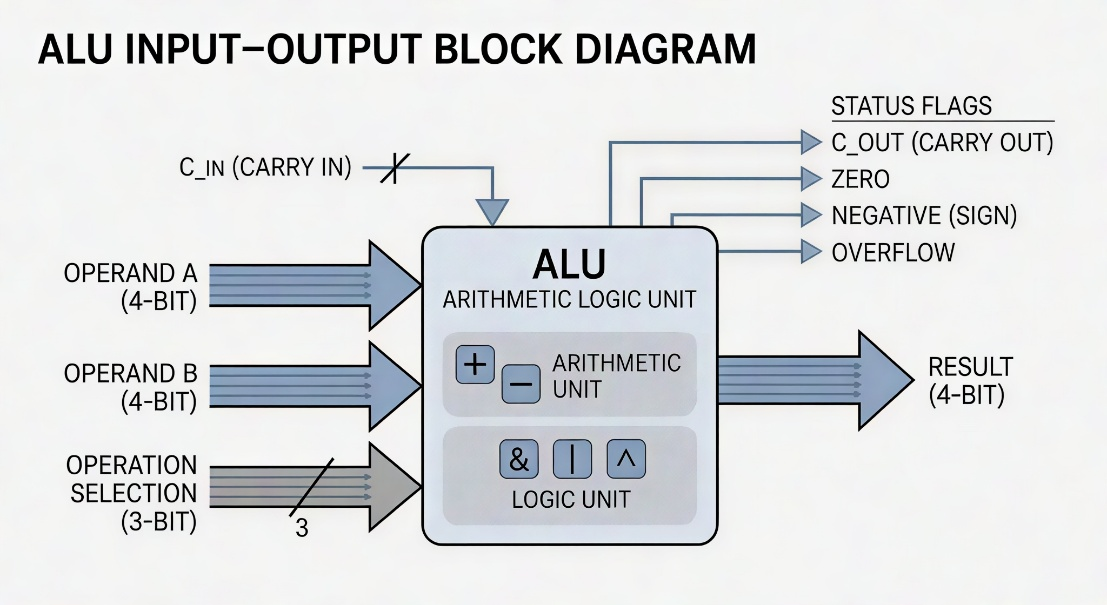 ALU INPUT–OUTPUT BLOCK DIAGRAM
STATUS FLAGS
C_OUT (CARRY OUT)
ZERO
NEGATIVE (SIGN)
OVERFLOW
C_IN (CARRY IN)
OPERAND A
(4-BIT)
OPERAND B
(4-BIT)
OPERATION
SELECTION
(3-BIT)
3
ALU
ARITHMETIC LOGIC UNIT
+
−
ARITHMETIC
UNIT
& | ^
LOGIC UNIT
RESULT
(4-BIT)